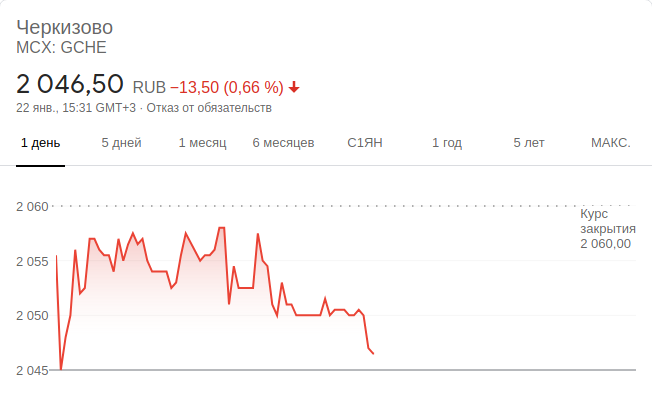 Черкизово
MCX: GCHE
2 046,50 RUB −13,50 (0,66 %)
22 янв., 15:31 GMT+3 · Отказ от обязательств
1 день 5 дней 1 месяц 6 месяцев С1ЯН 1 год 5 лет МАКС.
2 060
Курс
закрытия
2 060,00
2 055
2 050
2 045